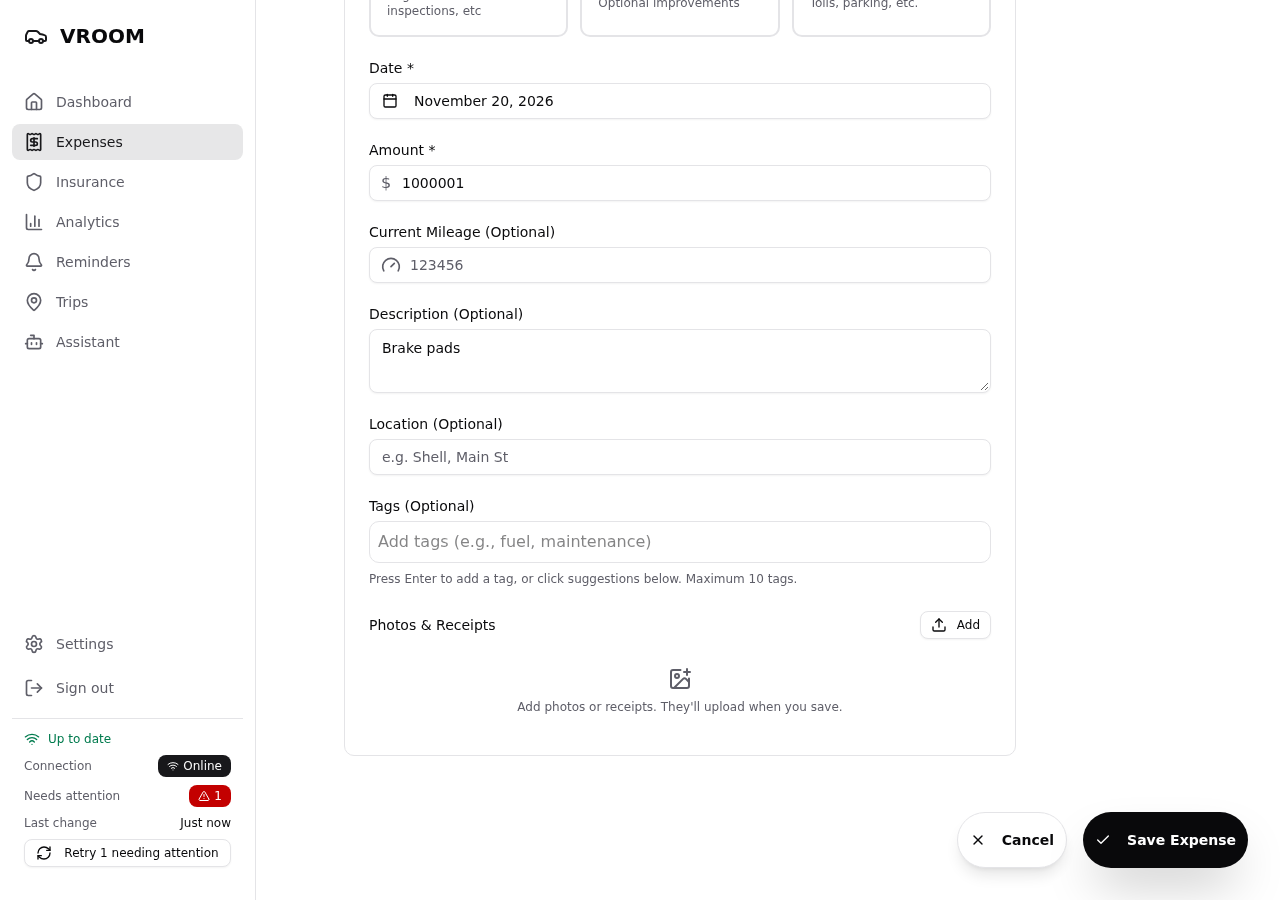 VROOM
Dashboard
Expenses
Insurance
Analytics
Reminders
Trips
Assistant
Settings
Sign out
Up to date
Connection
Online
Needs attention
1
Last change
Just now
Retry 1 needing attention
inspections, etc
Optional improvements
Tolls, parking, etc.
Date *
November 20, 2026
Amount *
$ 1000001
Current Mileage (Optional)
123456
Description (Optional)
Brake pads
Location (Optional)
e.g. Shell, Main St
Tags (Optional)
Add tags (e.g., fuel, maintenance)
Press Enter to add a tag, or click suggestions below. Maximum 10 tags.
Photos & Receipts
Add
Add photos or receipts. They'll upload when you save.
Cancel
Save Expense